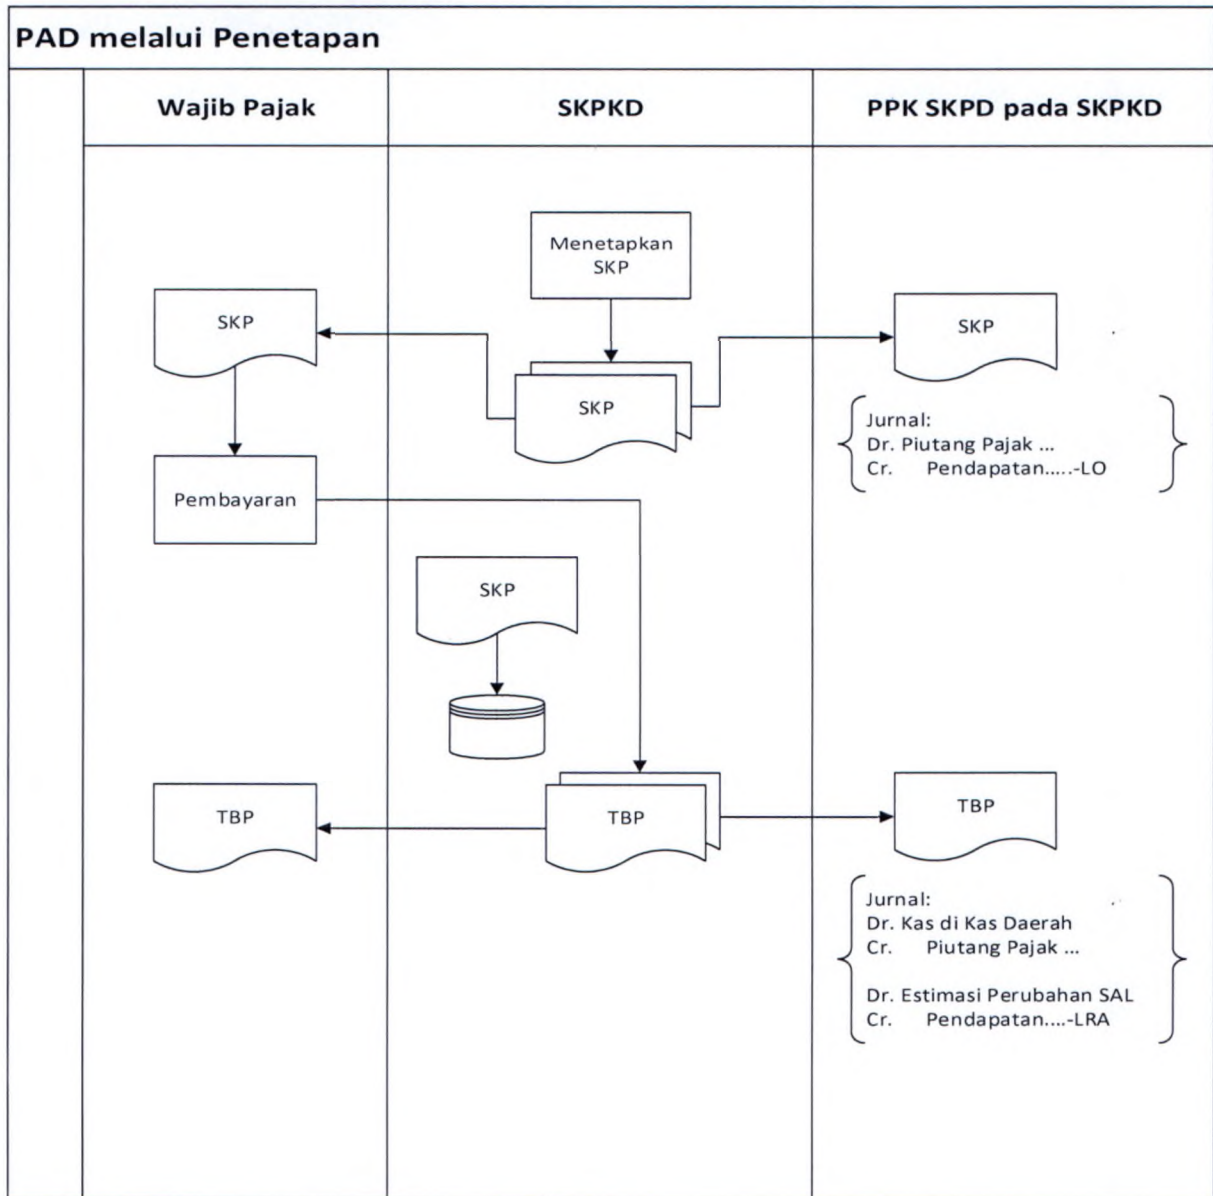 PAD melalui Penetapan
Wajib Pajak
SKPKD
PPK SKPD pada SKPKD
Menetapkan
SKP
SKP
SKP
SKP
Jurnal:
Dr. Piutang Pajak ...
Cr. Pendapatan.....-LO
Pembayaran
SKP
TBP
TBP
TBP
Jurnal:
Dr. Kas di Kas Daerah
Cr. Piutang Pajak ...
Dr. Estimasi Perubahan SAL
Cr. Pendapatan....-LRA